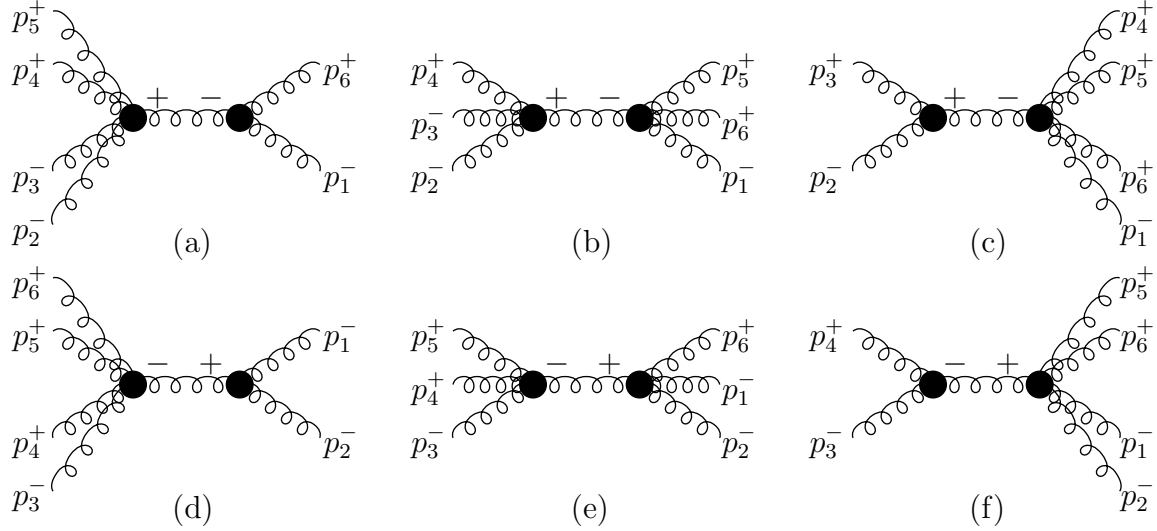 p_5^+ p_4^+
p_4^+ + − p_6^+ p_4^+ + − p_5^+ p_3^+ + − p_5^+
p_3^- p_6^+
p_3^- p_1^- p_2^- p_1^- p_2^- p_6^+
p_2^- (a) (b) (c) p_1^-
p_6^+ p_5^+
p_5^+ − + p_1^- p_5^+ − + p_6^+ p_4^+ − + p_6^+
p_4^+ p_1^-
p_4^+ p_2^- p_3^- p_2^- p_3^- p_1^-
p_3^- (d) (e) (f) p_2^-